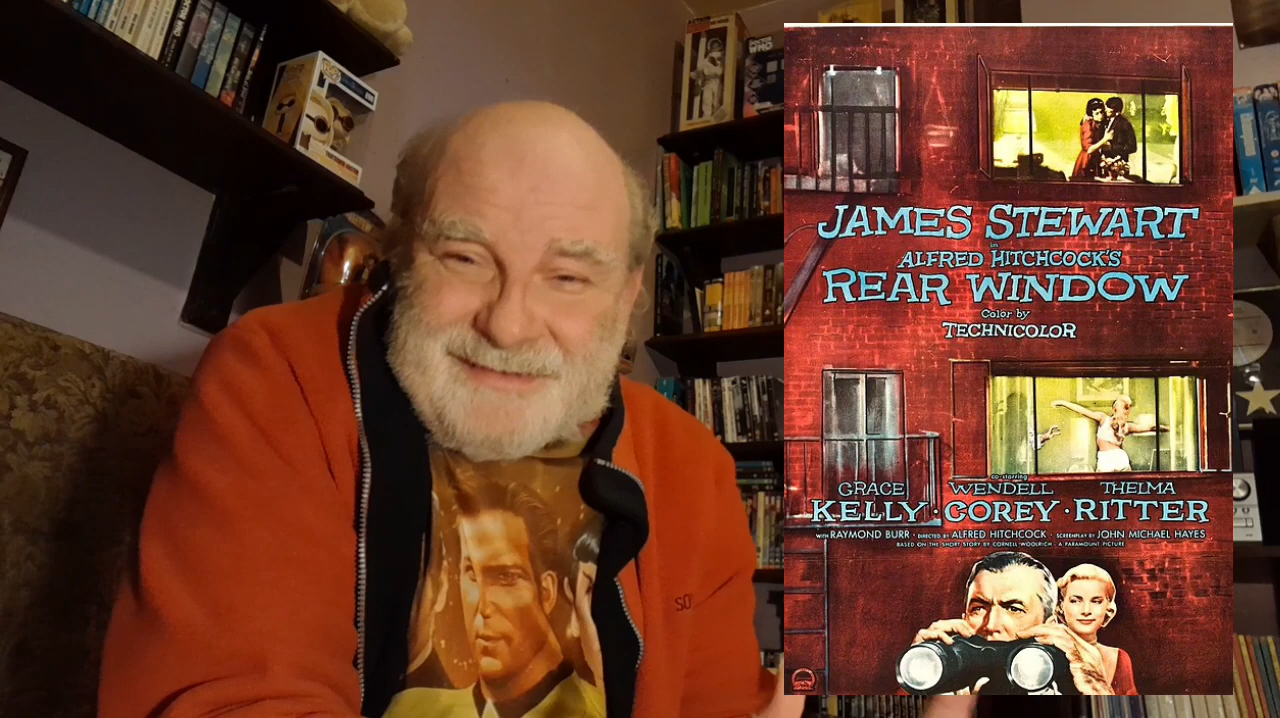 DOCTOR
WHO
JAMES STEWART
in
ALFRED HITCHCOCK'S
REAR WINDOW
Color by
TECHNICOLOR
co-starring
GRACE WENDELL THELMA
KELLY · COREY · RITTER
WITH RAYMOND BURR · DIRECTED BY ALFRED HITCHCOCK · SCREENPLAY BY JOHN MICHAEL HAYES
BASED ON THE SHORT STORY BY CORNELL WOOLRICH · A PARAMOUNT PICTURE